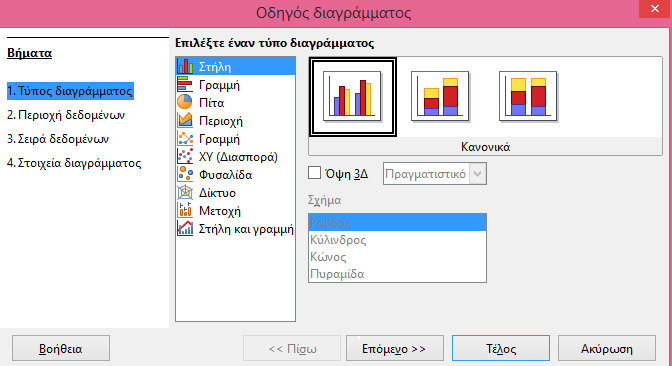 Οδηγός διαγράμματος
Βήματα
1. Τύπος διαγράμματος
2. Περιοχή δεδομένων
3. Σειρά δεδομένων
4. Στοιχεία διαγράμματος
Επιλέξτε έναν τύπο διαγράμματος
Στήλη
Γραμμή
Πίτα
Περιοχή
Γραμμή
XY (Διασπορά)
Φυσαλίδα
Δίκτυο
Μετοχή
Στήλη και γραμμή
Κανονικά
Όψη 3Δ
Πραγματιστικό
Σχήμα
Ράβδος
Κύλινδρος
Κώνος
Πυραμίδα
Βοήθεια
<< Πίσω
Επόμενο >>
Τέλος
Ακύρωση